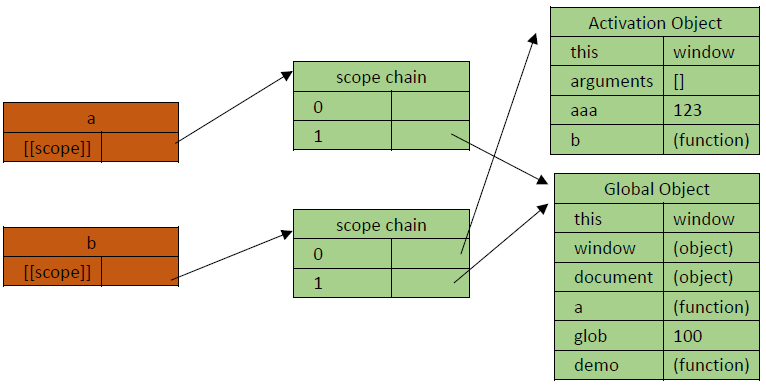 a
[[scope]]
b
[[scope]]
scope chain
0
1
scope chain
0
1
Activation Object
this window
arguments []
aaa 123
b (function)
Global Object
this window
window (object)
document (object)
a (function)
glob 100
demo (function)